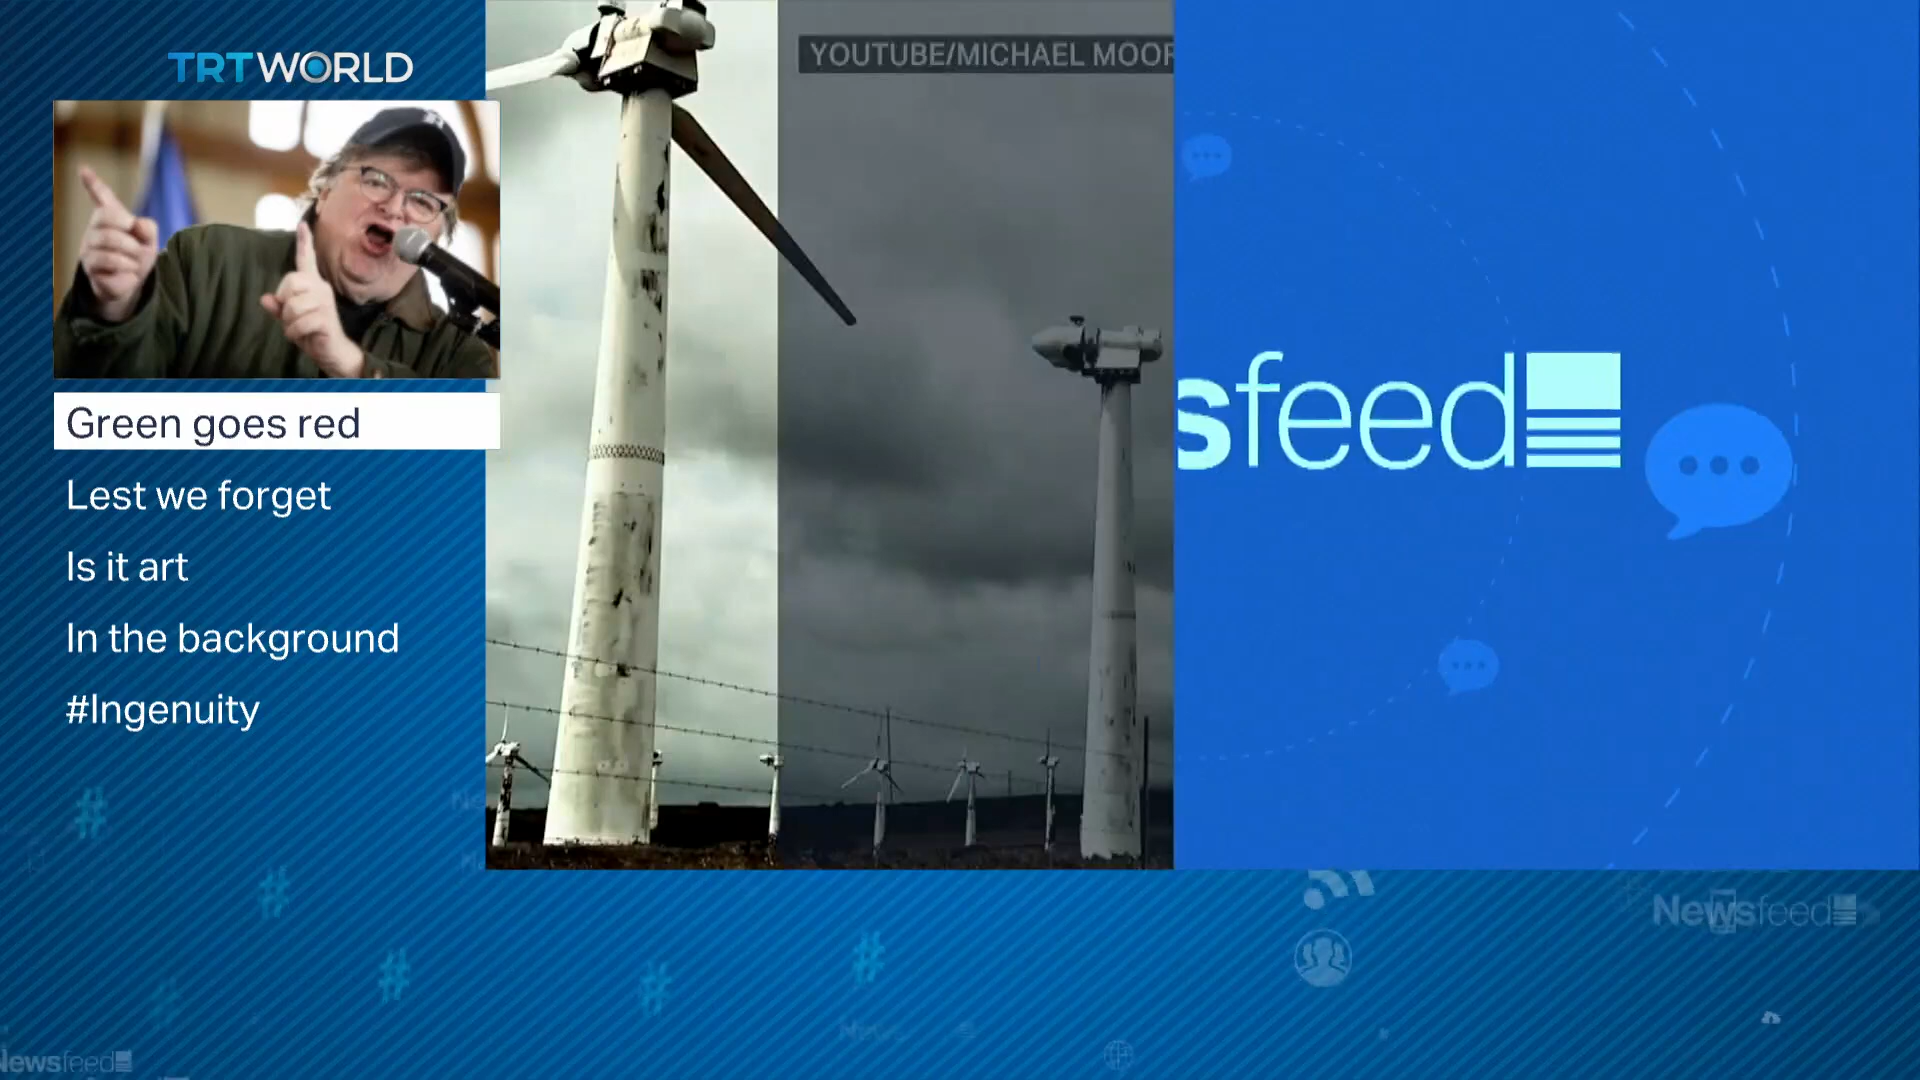 TRTWORLD
YOUTUBE/MICHAEL MOOR
sfeed
Green goes red
Lest we forget
Is it art
In the background
#Ingenuity
Newsfeed
Newsfeed